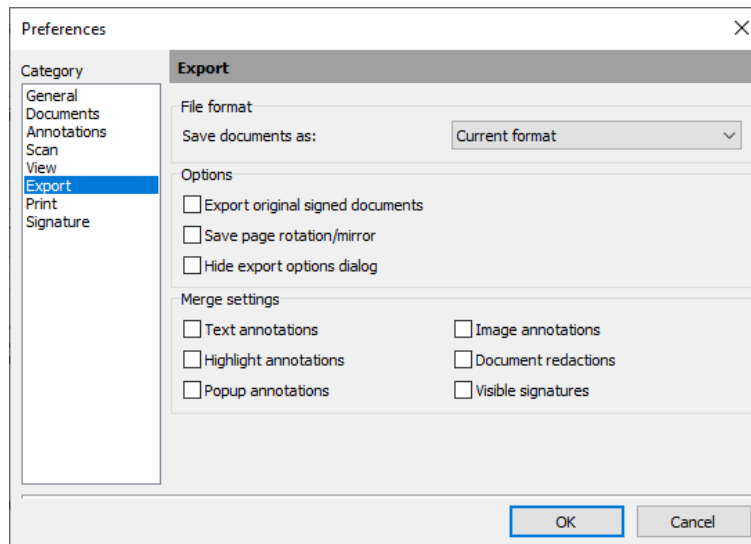 Preferences
Category
General
Documents
Annotations
Scan
View
Export
Print
Signature
Export
File format
Save documents as:
Current format
Options
Export original signed documents
Save page rotation/mirror
Hide export options dialog
Merge settings
Text annotations
Image annotations
Highlight annotations
Document redactions
Popup annotations
Visible signatures
OK
Cancel